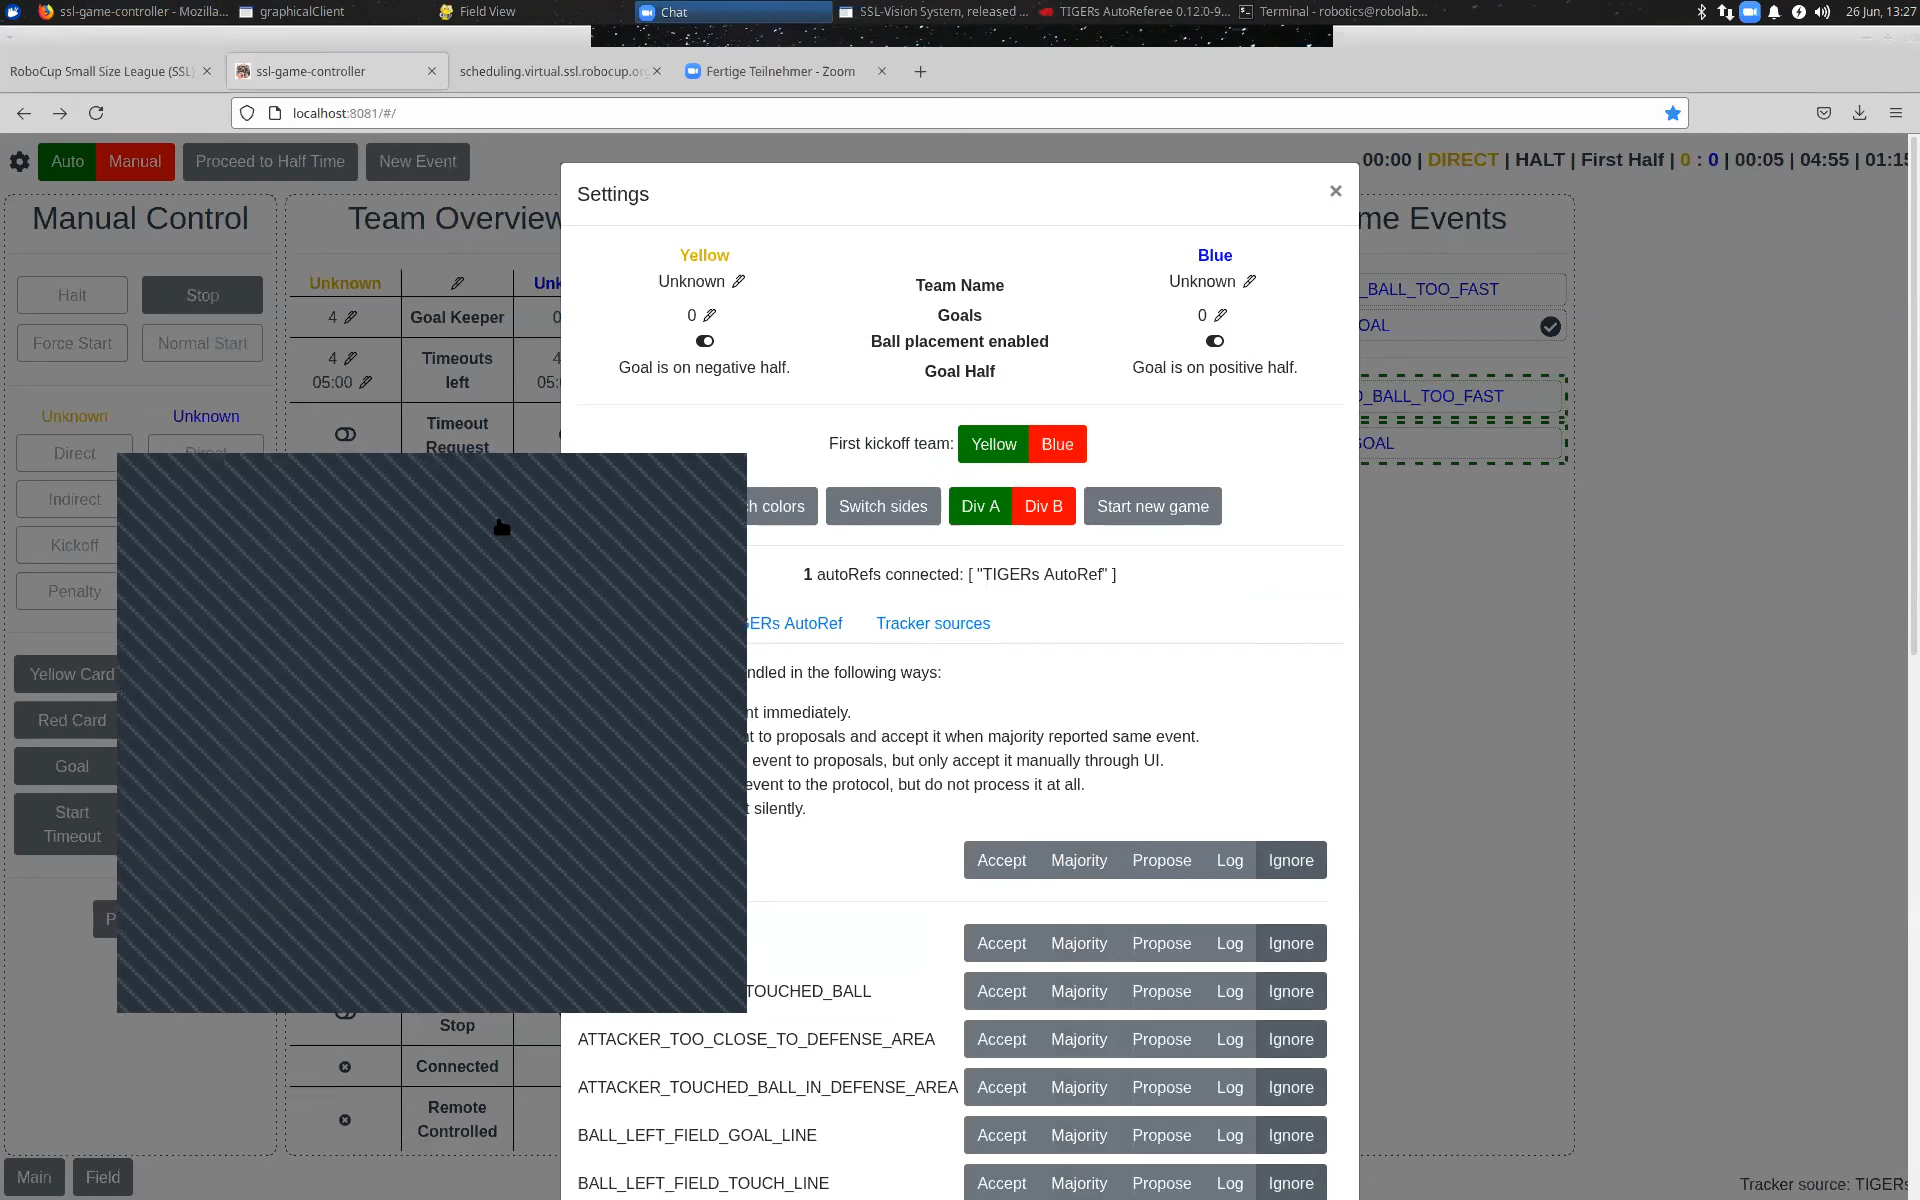 ssl-game-controller - Mozilla... graphicalClient Field View Chat SSL-Vision System, released ... TIGERs AutoReferee 0.12.0-9... Terminal - robotics@robolab... 26 Jun, 13:27
RoboCup Small Size League (SSL) ssl-game-controller scheduling.virtual.ssl.robocup.org Fertige Teilnehmer - Zoom
localhost:8081/#/
Auto Manual Proceed to Half Time New Event
00:00 | DIRECT | HALT | First Half | 0 : 0 | 00:05 | 04:55 | 01:15
Manual Control
Halt Stop
Force Start Normal Start
Unknown Unknown
Direct Direct
Indirect
Kickoff
Penalty
Yellow Card
Red Card
Goal
Start
Timeout
P
Team Overview
Unknown Unk
4 Goal Keeper 0
4 Timeouts 4
05:00 left 05:
Timeout
Request
Stop
Connected
Remote
Controlled
Settings
×
Yellow Blue
Unknown Team Name Unknown
0 Goals 0
Ball placement enabled
Goal is on negative half. Goal Half Goal is on positive half.
First kickoff team: Yellow Blue
h colors Switch sides Div A Div B Start new game
1 autoRefs connected: [ "TIGERs AutoRef" ]
GERs AutoRef Tracker sources
ndled in the following ways:
nt immediately.
t to proposals and accept it when majority reported same event.
event to proposals, but only accept it manually through UI.
event to the protocol, but do not process it at all.
t silently.
Accept Majority Propose Log Ignore
Accept Majority Propose Log Ignore
TOUCHED_BALL Accept Majority Propose Log Ignore
ATTACKER_TOO_CLOSE_TO_DEFENSE_AREA Accept Majority Propose Log Ignore
ATTACKER_TOUCHED_BALL_IN_DEFENSE_AREA Accept Majority Propose Log Ignore
BALL_LEFT_FIELD_GOAL_LINE Accept Majority Propose Log Ignore
BALL_LEFT_FIELD_TOUCH_LINE Accept Majority Propose Log Ignore
me Events
_BALL_TOO_FAST
OAL
D_BALL_TOO_FAST
GOAL
Main Field
Tracker source: TIGERs